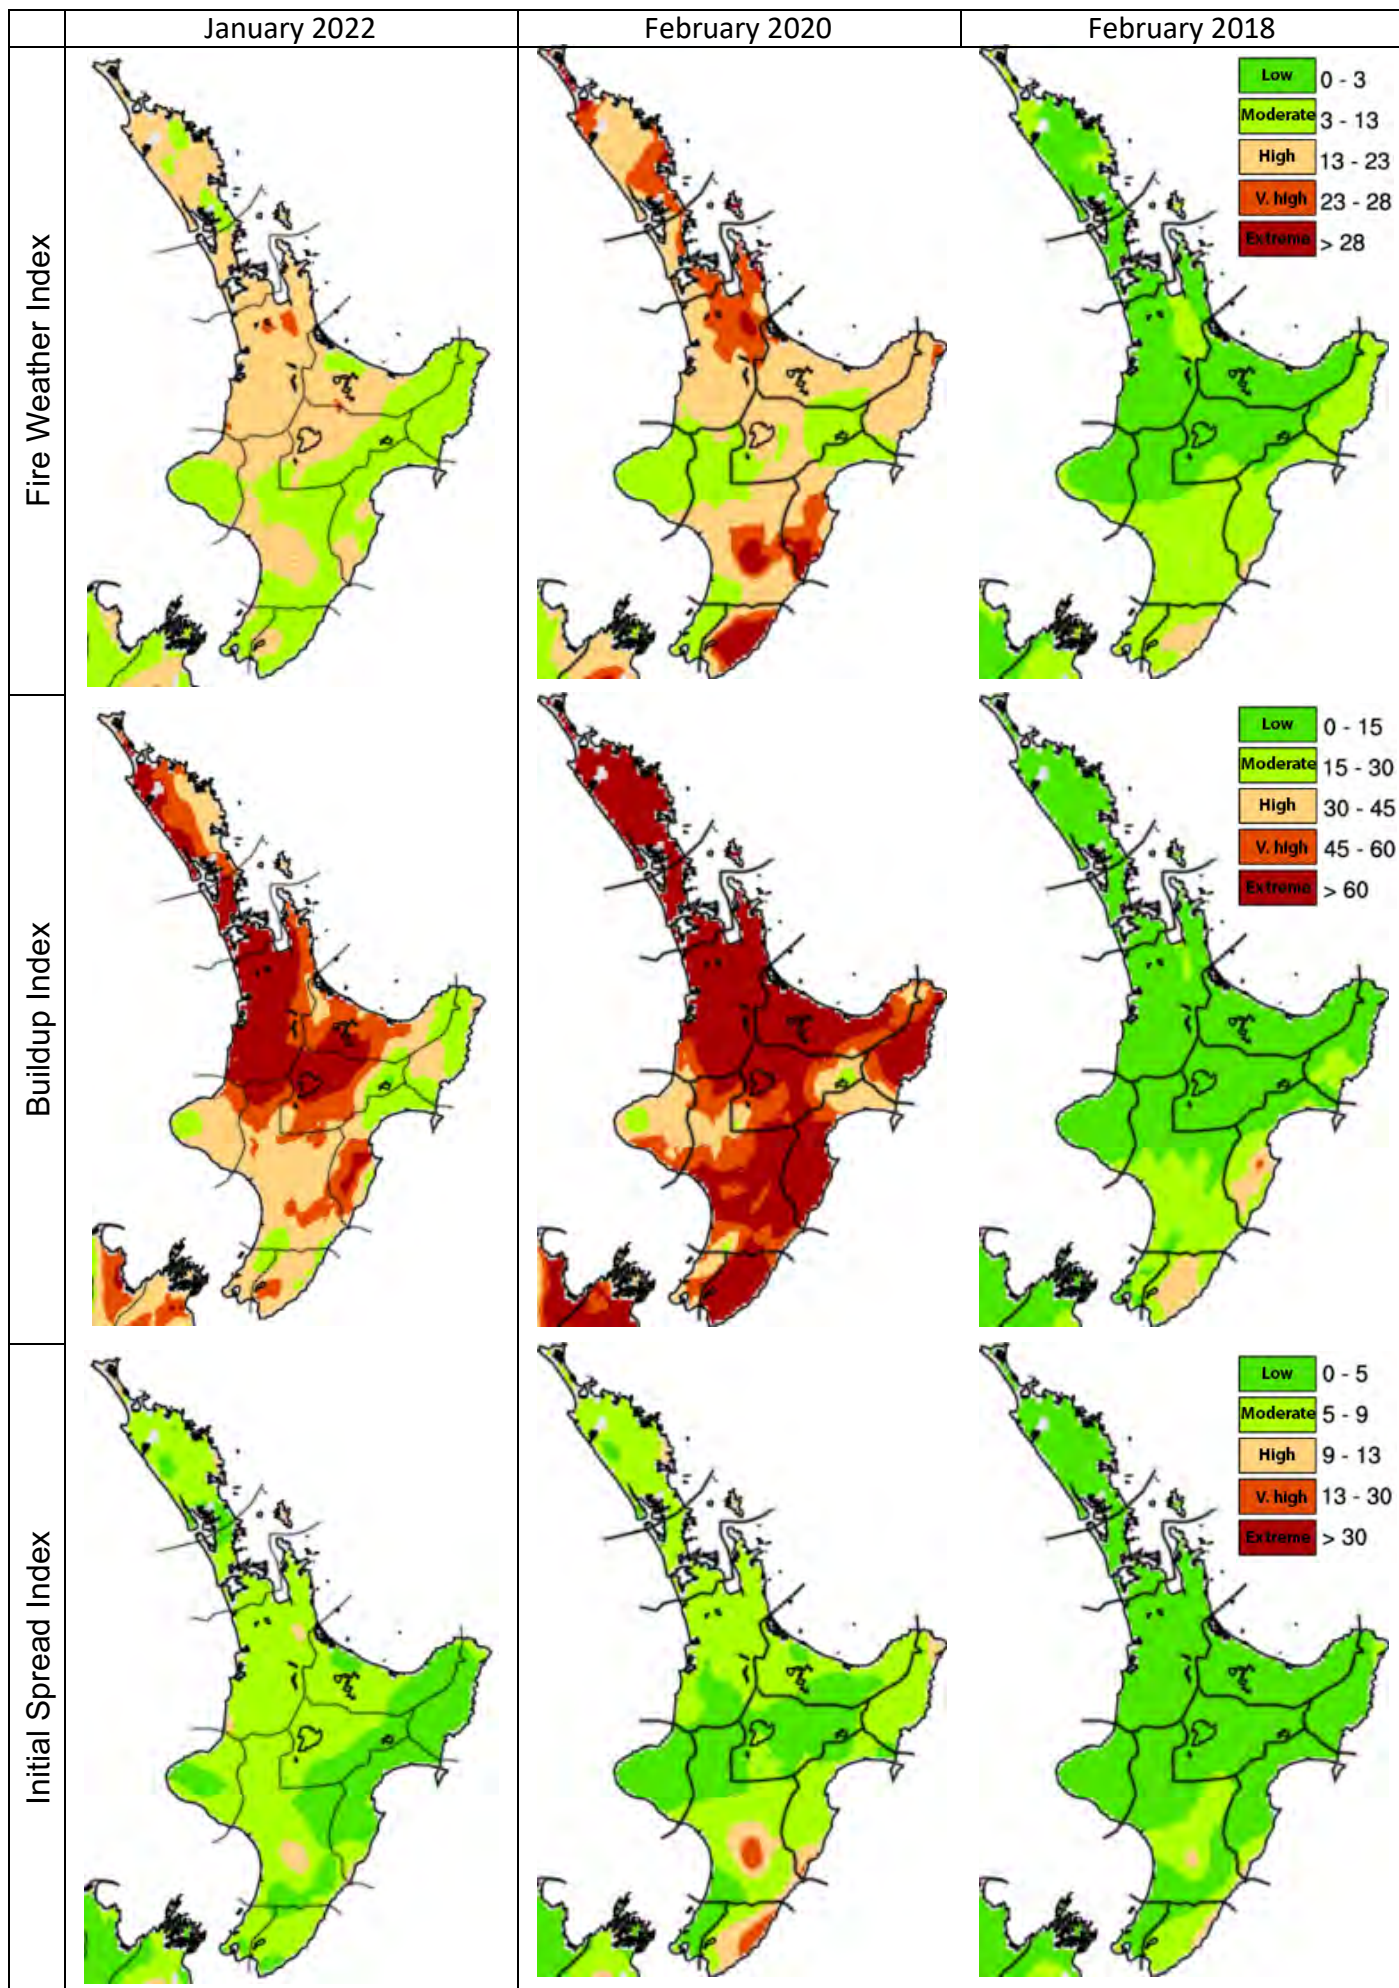 January 2022
February 2020
February 2018
Fire Weather Index
Low 0 - 3
Moderate 3 - 13
High 13 - 23
V. high 23 - 28
Extreme > 28
Buildup Index
Low 0 - 15
Moderate 15 - 30
High 30 - 45
V. high 45 - 60
Extreme > 60
Initial Spread Index
Low 0 - 5
Moderate 5 - 9
High 9 - 13
V. high 13 - 30
Extreme > 30